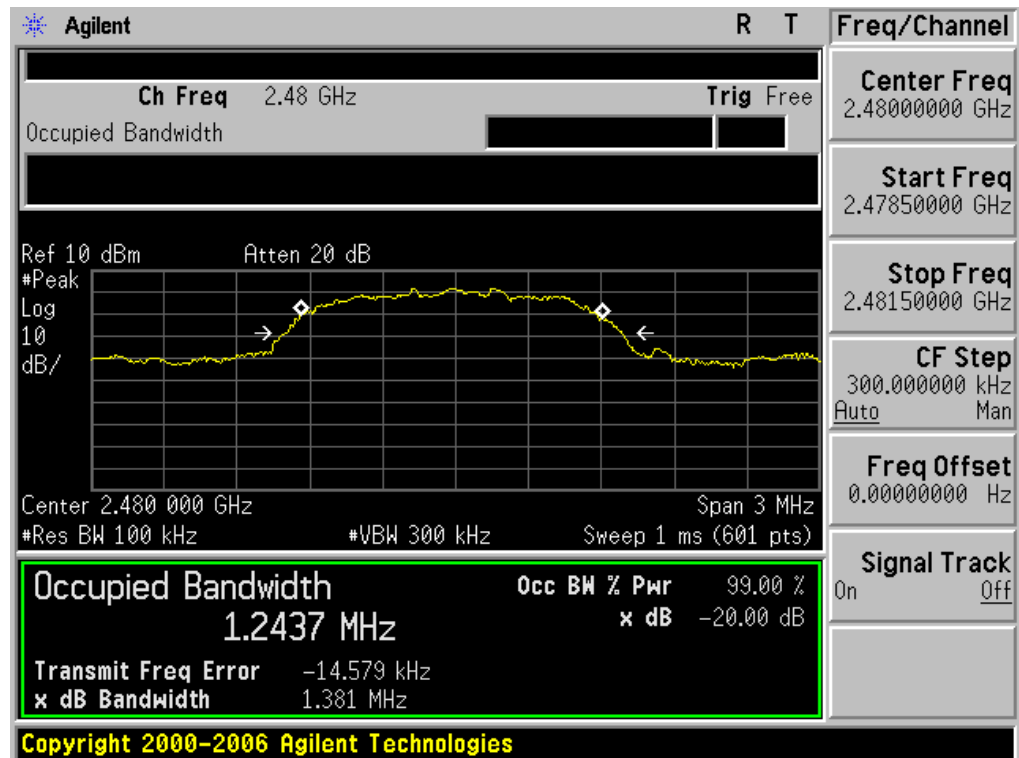 Agilent R T
Ch Freq 2.48 GHz Trig Free
Occupied Bandwidth
Ref 10 dBm Atten 20 dB
#Peak
Log
10
dB/
Center 2.480 000 GHz Span 3 MHz
#Res BW 100 kHz #VBW 300 kHz Sweep 1 ms (601 pts)
Occupied Bandwidth Occ BW % Pwr 99.00 %
1.2437 MHz x dB -20.00 dB
Transmit Freq Error -14.579 kHz
x dB Bandwidth 1.381 MHz
Copyright 2000-2006 Agilent Technologies
Freq/Channel
Center Freq
2.48000000 GHz
Start Freq
2.47850000 GHz
Stop Freq
2.48150000 GHz
CF Step
300.000000 kHz
Auto Man
Freq Offset
0.00000000 Hz
Signal Track
On Off